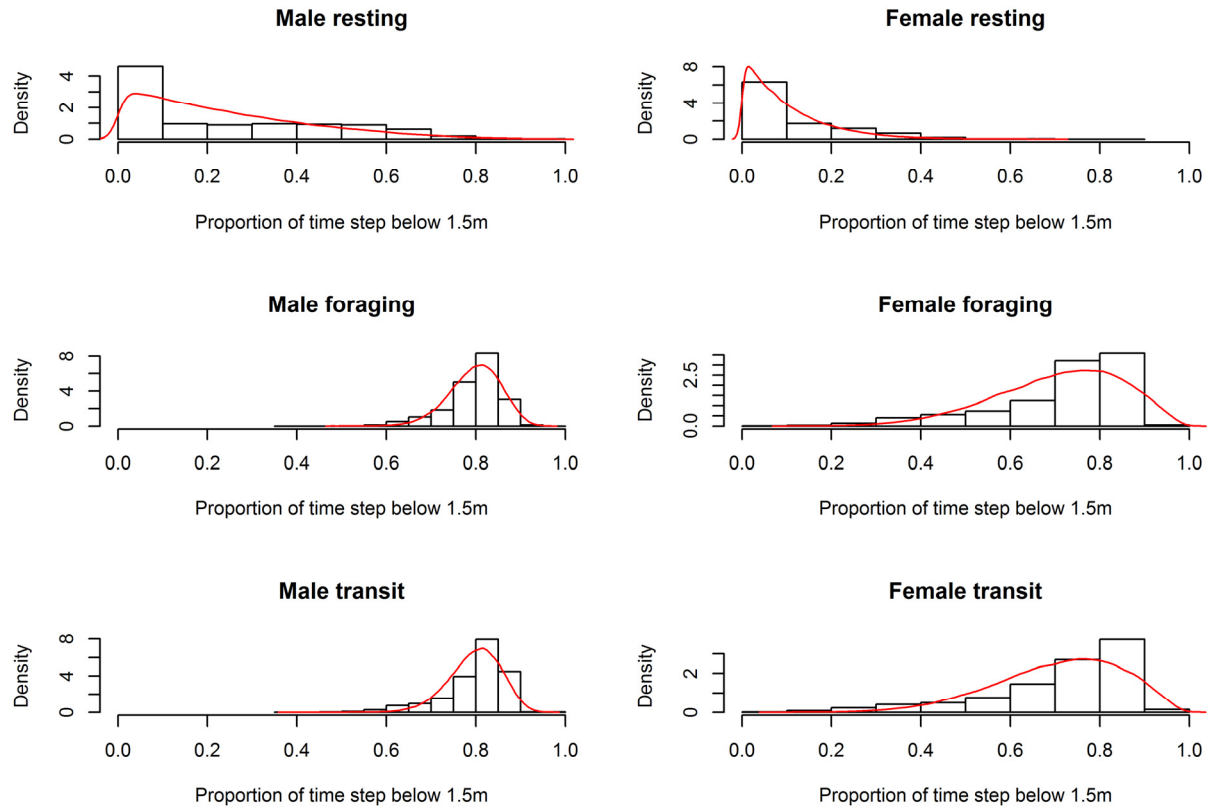 Male resting
Density
0 2 4
0.0 0.2 0.4 0.6 0.8 1.0
Proportion of time step below 1.5m
Female resting
Density
0 4 8
0.0 0.2 0.4 0.6 0.8 1.0
Proportion of time step below 1.5m
Male foraging
Density
0 4 8
0.0 0.2 0.4 0.6 0.8 1.0
Proportion of time step below 1.5m
Female foraging
Density
0.0 2.5
0.0 0.2 0.4 0.6 0.8 1.0
Proportion of time step below 1.5m
Male transit
Density
0 4 8
0.0 0.2 0.4 0.6 0.8 1.0
Proportion of time step below 1.5m
Female transit
Density
0 2
0.0 0.2 0.4 0.6 0.8 1.0
Proportion of time step below 1.5m